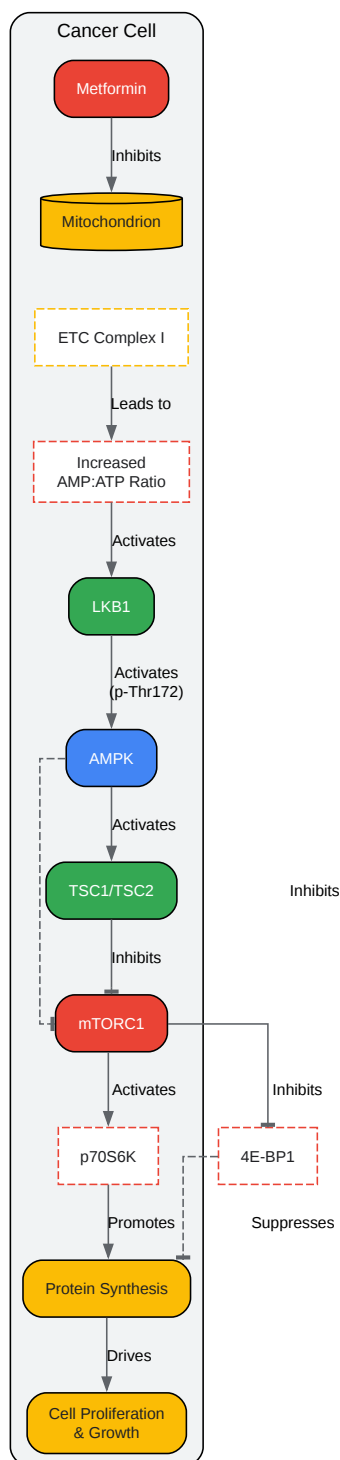 Cancer Cell
Metformin
Inhibits
Mitochondrion
ETC Complex I
Leads to
Increased
AMP:ATP Ratio
Activates
LKB1
Activates
(p-Thr172)
AMPK
Activates
TSC1/TSC2
Inhibits
Inhibits
mTORC1
Activates
Inhibits
p70S6K
4E-BP1
Promotes
Suppresses
Protein Synthesis
Drives
Cell Proliferation
& Growth